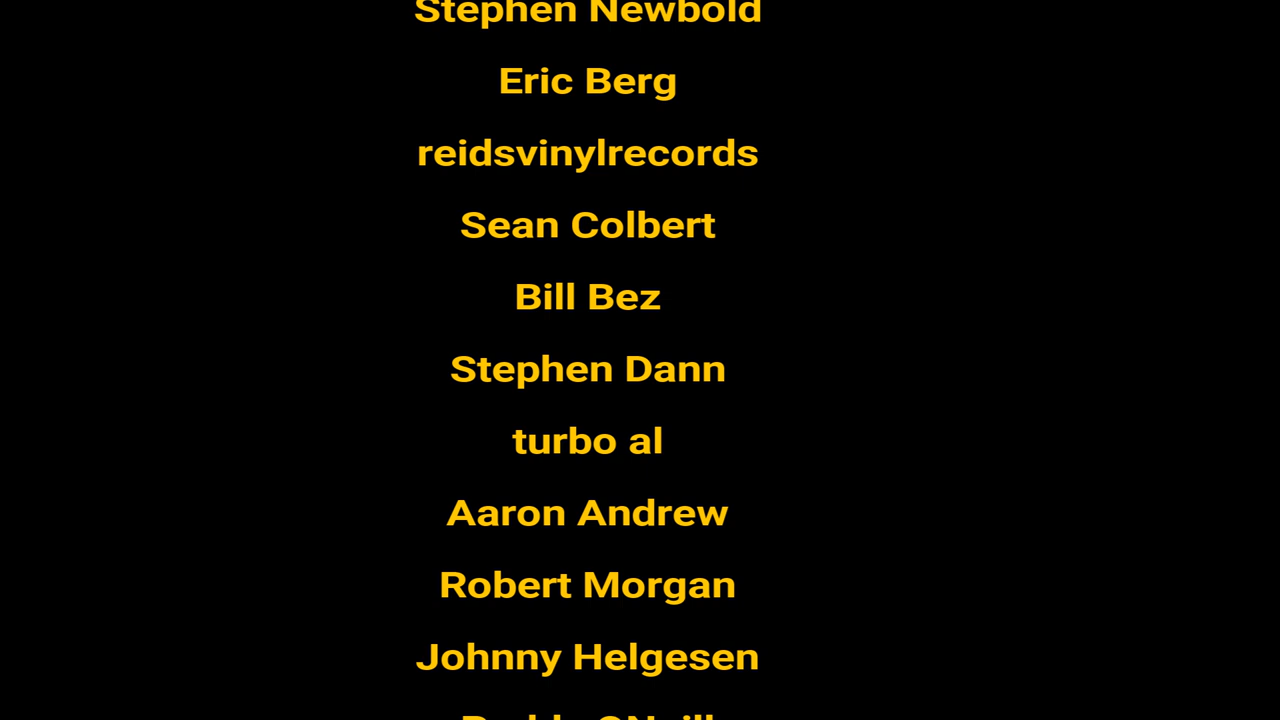 Stephen Newbold
Eric Berg
reidsvinylrecords
Sean Colbert
Bill Bez
Stephen Dann
turbo al
Aaron Andrew
Robert Morgan
Johnny Helgesen